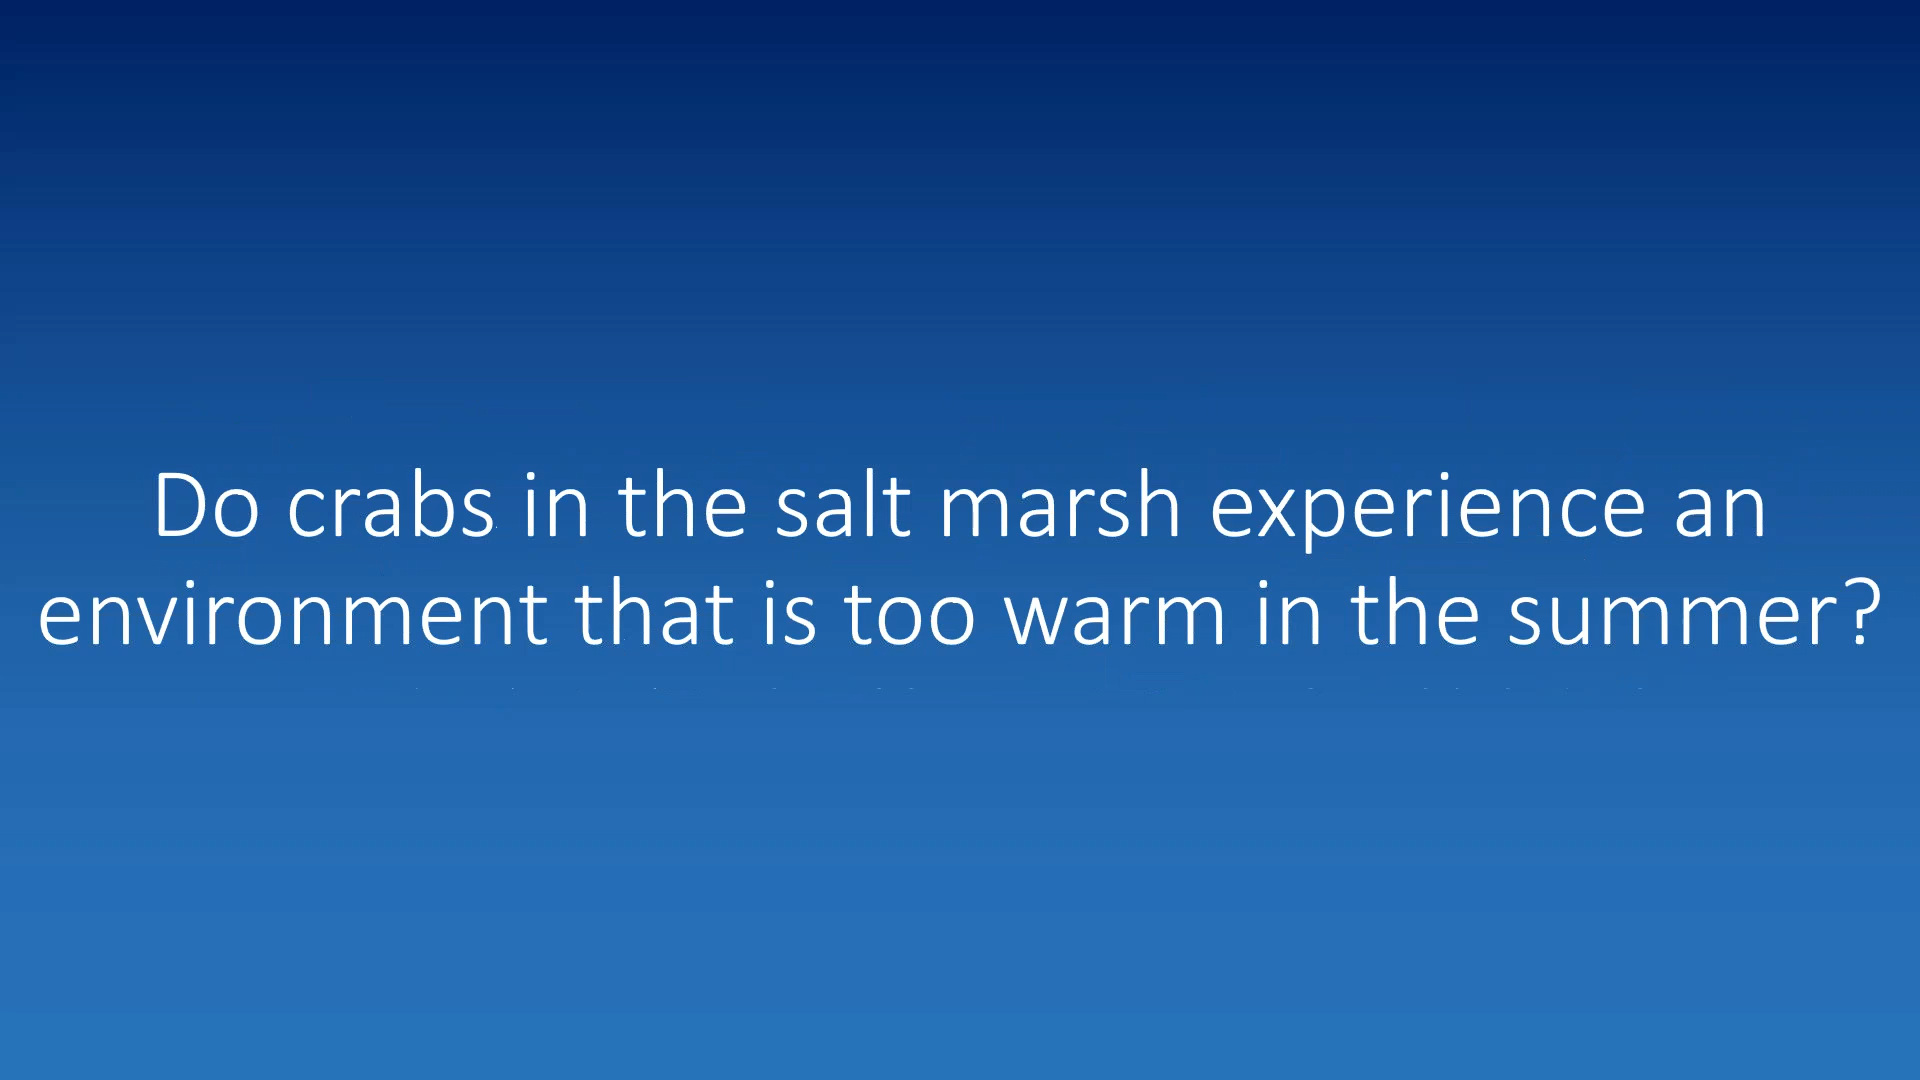 Do crabs in the salt marsh experience an
environment that is too warm in the summer?